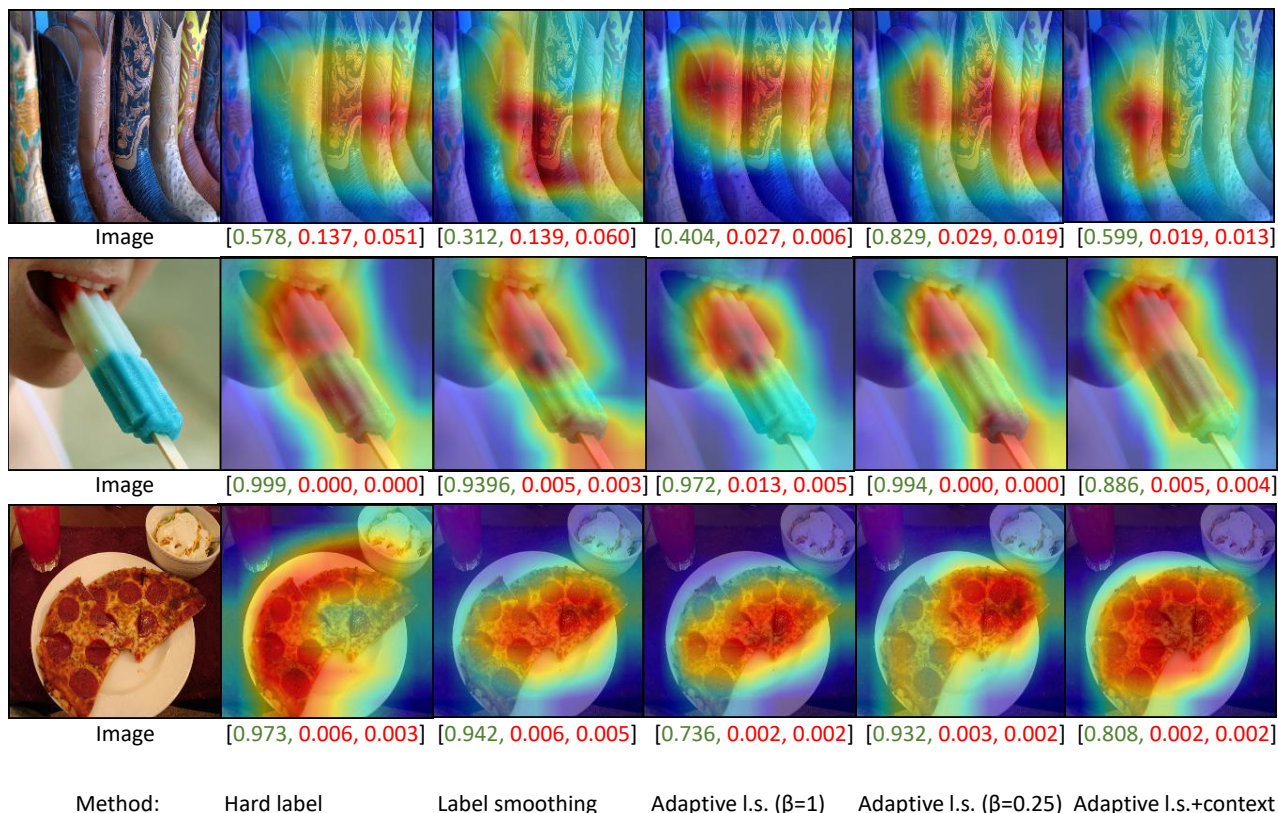 Image [0.578, 0.137, 0.051] [0.312, 0.139, 0.060] [0.404, 0.027, 0.006] [0.829, 0.029, 0.019] [0.599, 0.019, 0.013]
Image [0.999, 0.000, 0.000] [0.9396, 0.005, 0.003] [0.972, 0.013, 0.005] [0.994, 0.000, 0.000] [0.886, 0.005, 0.004]
Image [0.973, 0.006, 0.003] [0.942, 0.006, 0.005] [0.736, 0.002, 0.002] [0.932, 0.003, 0.002] [0.808, 0.002, 0.002]
Method: Hard label Label smoothing Adaptive l.s. (β=1) Adaptive l.s. (β=0.25) Adaptive l.s.+context